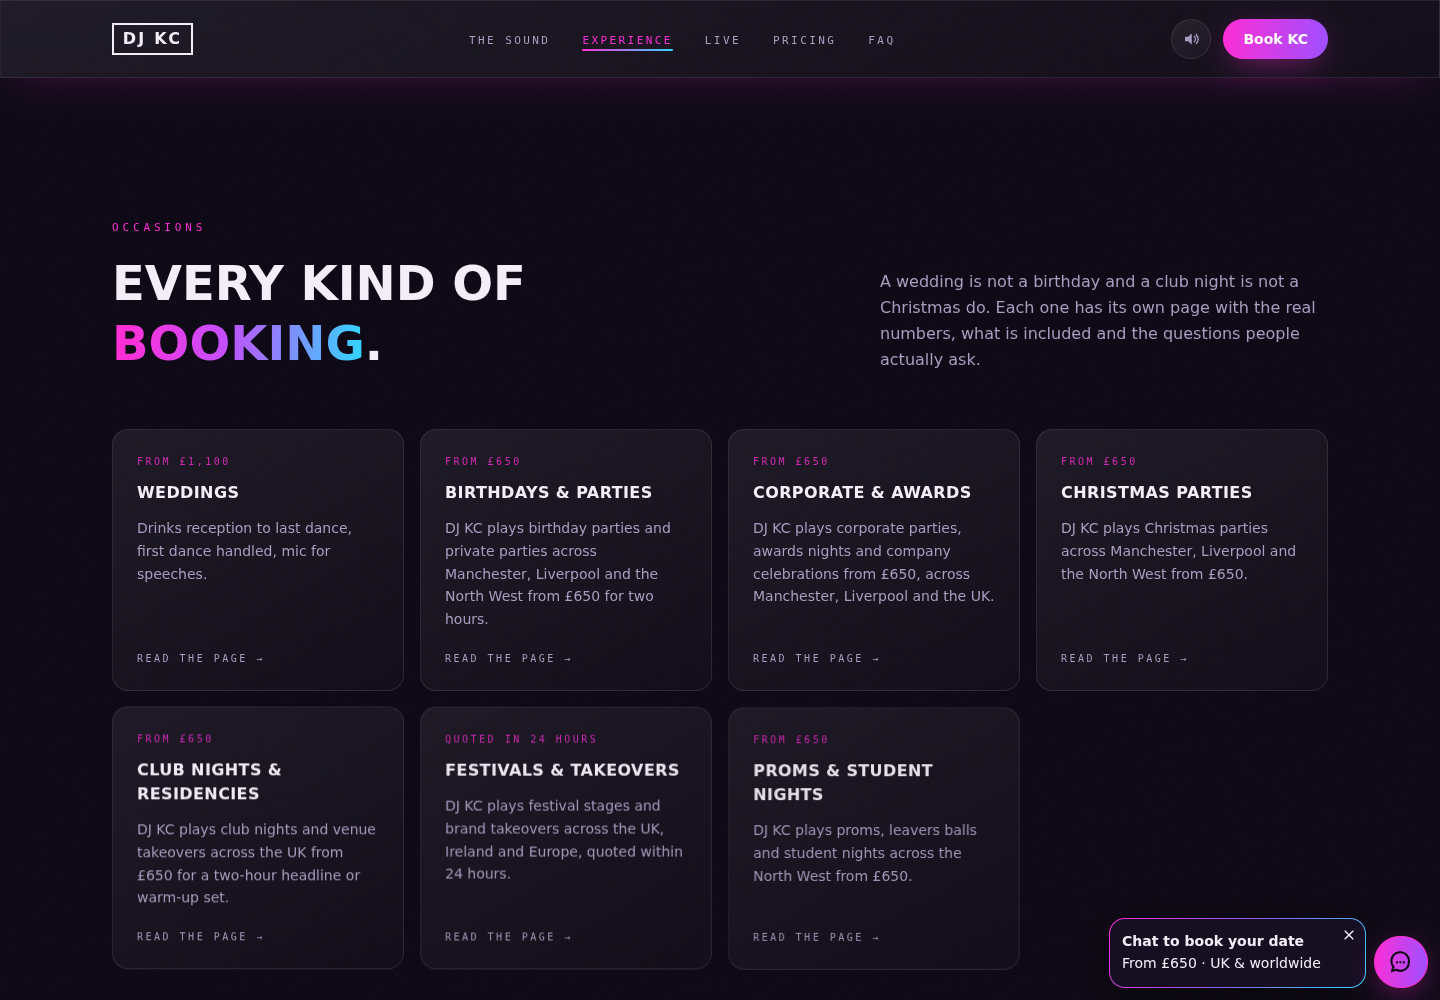 DJ KC
THE SOUND
EXPERIENCE
LIVE
PRICING
FAQ
Book KC
OCCASIONS
EVERY KIND OF
BOOKING.
A wedding is not a birthday and a club night is not a
Christmas do. Each one has its own page with the real
numbers, what is included and the questions people
actually ask.
FROM £1,100
WEDDINGS
Drinks reception to last dance,
first dance handled, mic for
speeches.
READ THE PAGE →
FROM £650
BIRTHDAYS & PARTIES
DJ KC plays birthday parties and
private parties across
Manchester, Liverpool and the
North West from £650 for two
hours.
READ THE PAGE →
FROM £650
CORPORATE & AWARDS
DJ KC plays corporate parties,
awards nights and company
celebrations from £650, across
Manchester, Liverpool and the UK.
READ THE PAGE →
FROM £650
CHRISTMAS PARTIES
DJ KC plays Christmas parties
across Manchester, Liverpool and
the North West from £650.
READ THE PAGE →
FROM £650
CLUB NIGHTS &
RESIDENCIES
DJ KC plays club nights and venue
takeovers across the UK from
£650 for a two-hour headline or
warm-up set.
READ THE PAGE →
QUOTED IN 24 HOURS
FESTIVALS & TAKEOVERS
DJ KC plays festival stages and
brand takeovers across the UK,
Ireland and Europe, quoted within
24 hours.
READ THE PAGE →
FROM £650
PROMS & STUDENT
NIGHTS
DJ KC plays proms, leavers balls
and student nights across the
North West from £650.
READ THE PAGE →
Chat to book your date
From £650 · UK & worldwide